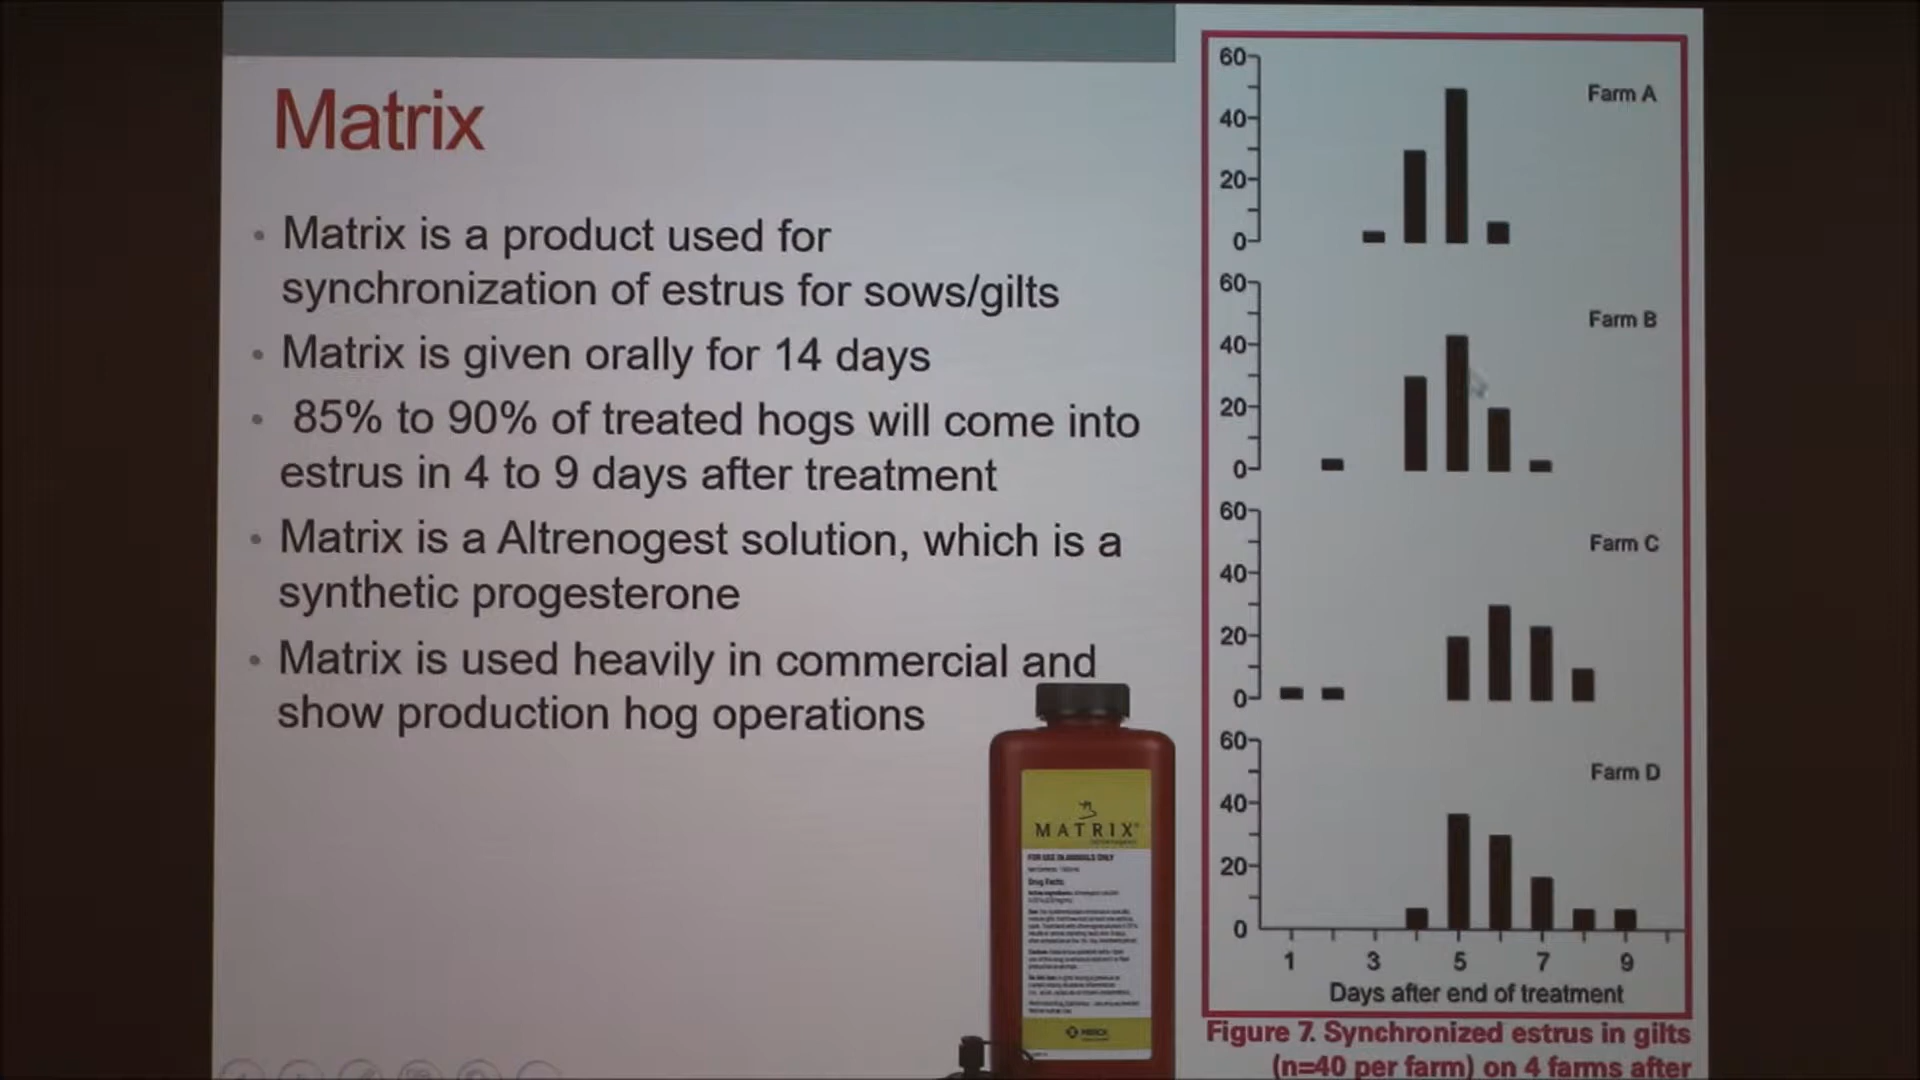 Matrix
• Matrix is a product used for
synchronization of estrus for sows/gilts
• Matrix is given orally for 14 days
• 85% to 90% of treated hogs will come into
estrus in 4 to 9 days after treatment
• Matrix is a Altrenogest solution, which is a
synthetic progesterone
• Matrix is used heavily in commercial and
show production hog operations
MATRIX
Drug Facts
MERCK
60
40
20
0
Farm A
60
40
20
0
Farm B
60
40
20
0
Farm C
60
40
20
0
Farm D
1 3 5 7 9
Days after end of treatment
Figure 7. Synchronized estrus in gilts
(n=40 per farm) on 4 farms after